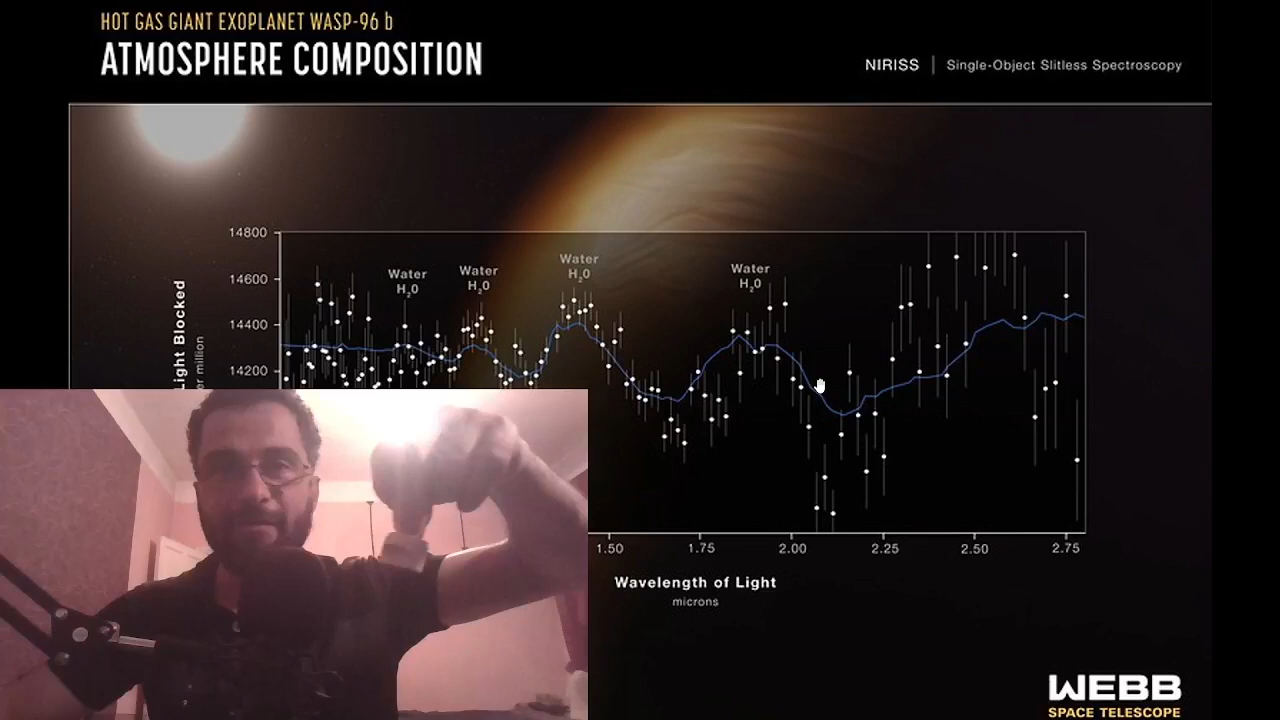 HOT GAS GIANT EXOPLANET WASP-96 b
ATMOSPHERE COMPOSITION
NIRISS | Single-Object Slitless Spectroscopy
14800
14600
14400
14200
Light Blocked
Water
H2O
Water
H2O
Water
H2O
Water
H2O
1.50 1.75 2.00 2.25 2.50 2.75
Wavelength of Light
microns
WEBB
SPACE TELESCOPE